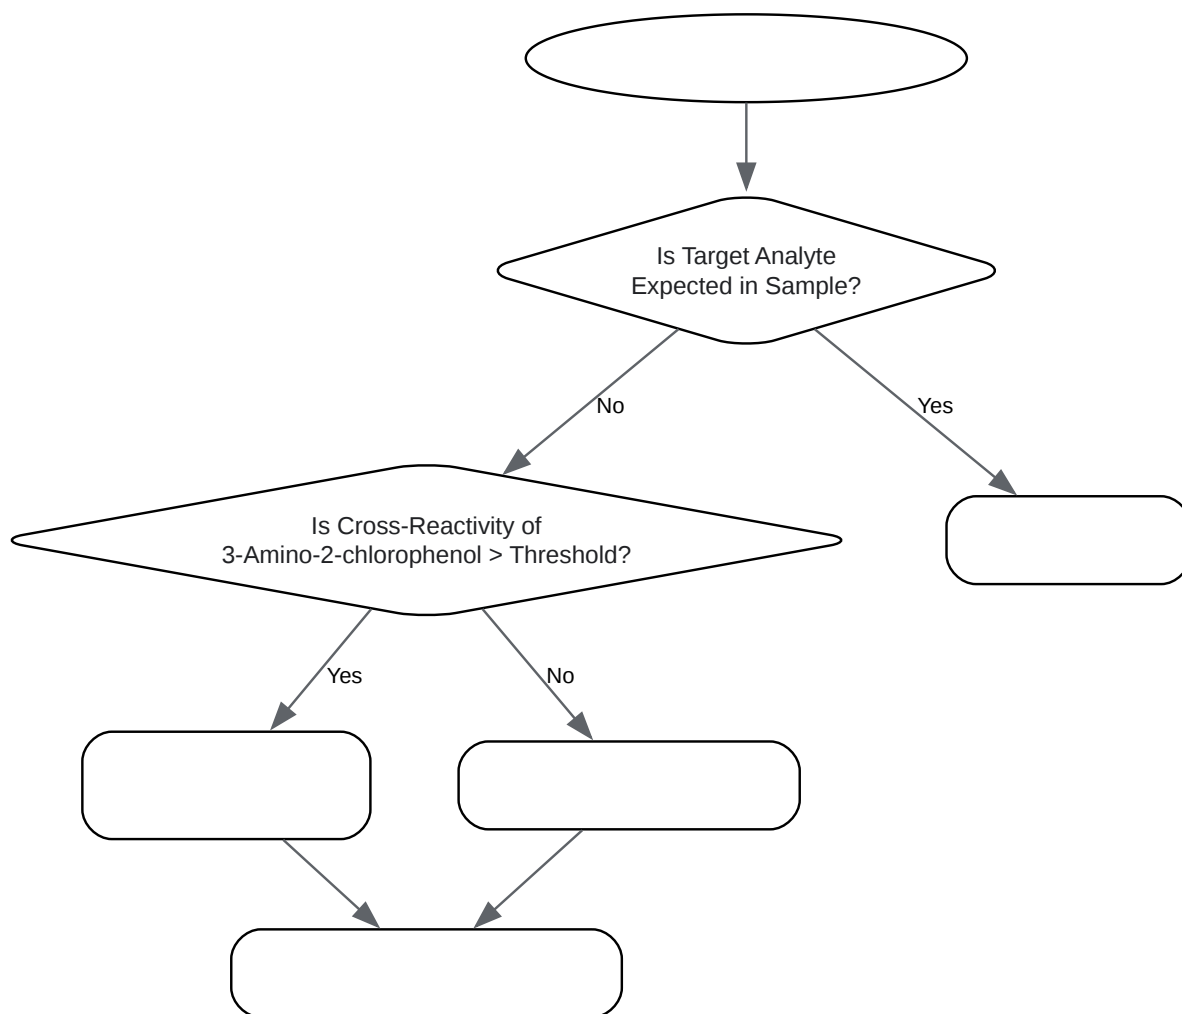 Is Target Analyte
Expected in Sample?
No
Yes
Is Cross-Reactivity of
3-Amino-2-chlorophenol > Threshold?
Yes
No